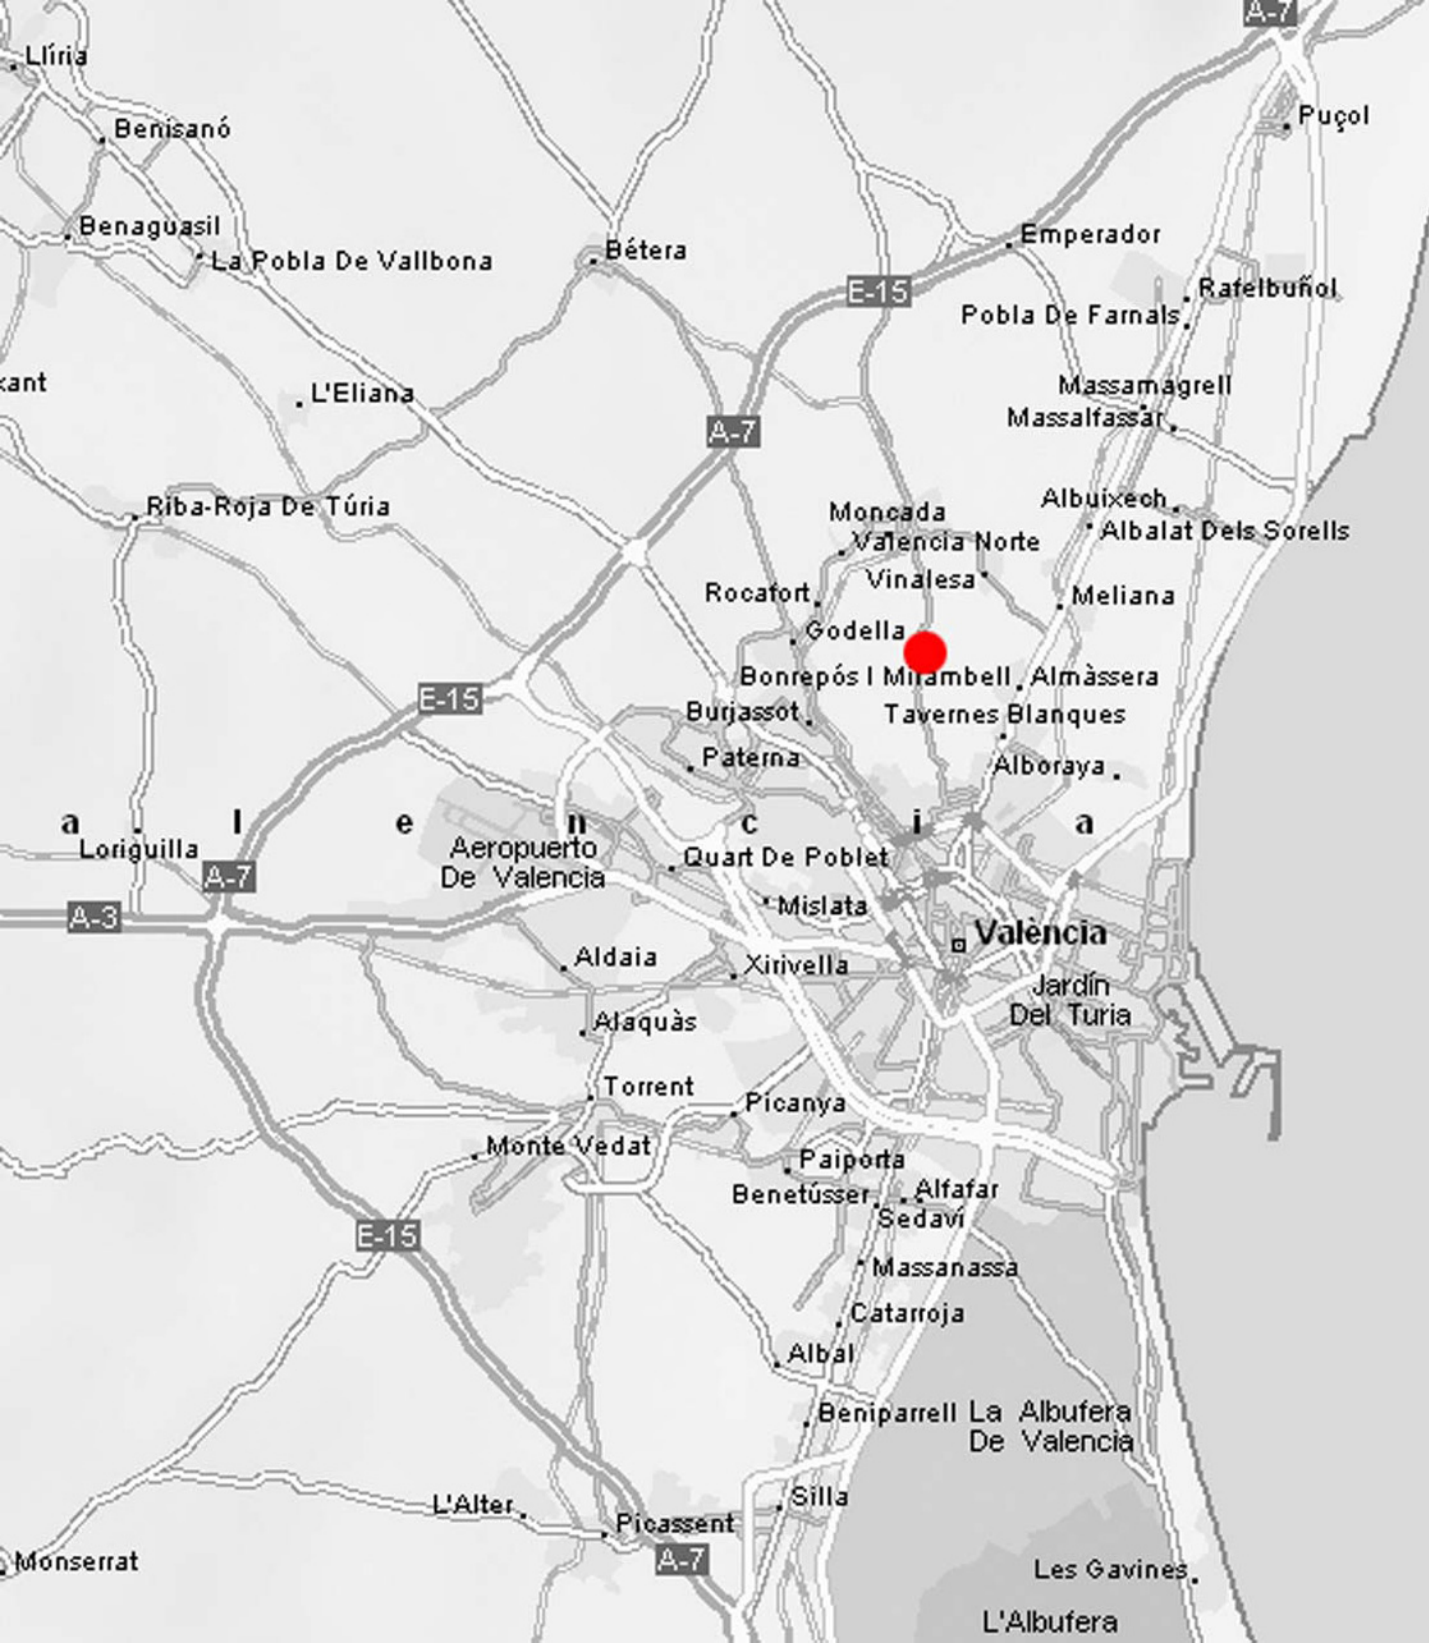 A-7
Llíria
Puçol
Benisanó
Benaguasil
Emperador
Bétera
La Pobla De Vallbona
E-15
Rafelbuñol
Pobla De Farnals
xant
L'Eliana
Massamagrell
Massalfassar
A-7
Riba-Roja De Túria
Albuixech
Moncada
Albalat Dels Sorells
Valencia Norte
Vinalesa
Rocafort
Meliana
Godella
Bonrepós I Mirambell
Almàssera
E-15
Burjassot
Tavernes Blanques
Paterna
Alboraya
a l e n c i a
Loriguilla
Aeropuerto
De Valencia
Quart De Poblet
A-7
A-3
Mislata
València
Aldaia
Xirivella
Jardín
Del Turia
Alaquàs
Torrent
Picanya
Monte Vedat
Paiporta
Benetússer
Alfafar
Sedaví
E-15
Massanassa
Catarroja
Albal
Beniparrell
La Albufera
De Valencia
L'Alter
Silla
Picassent
A-7
Monserrat
Les Gavines
L'Albufera